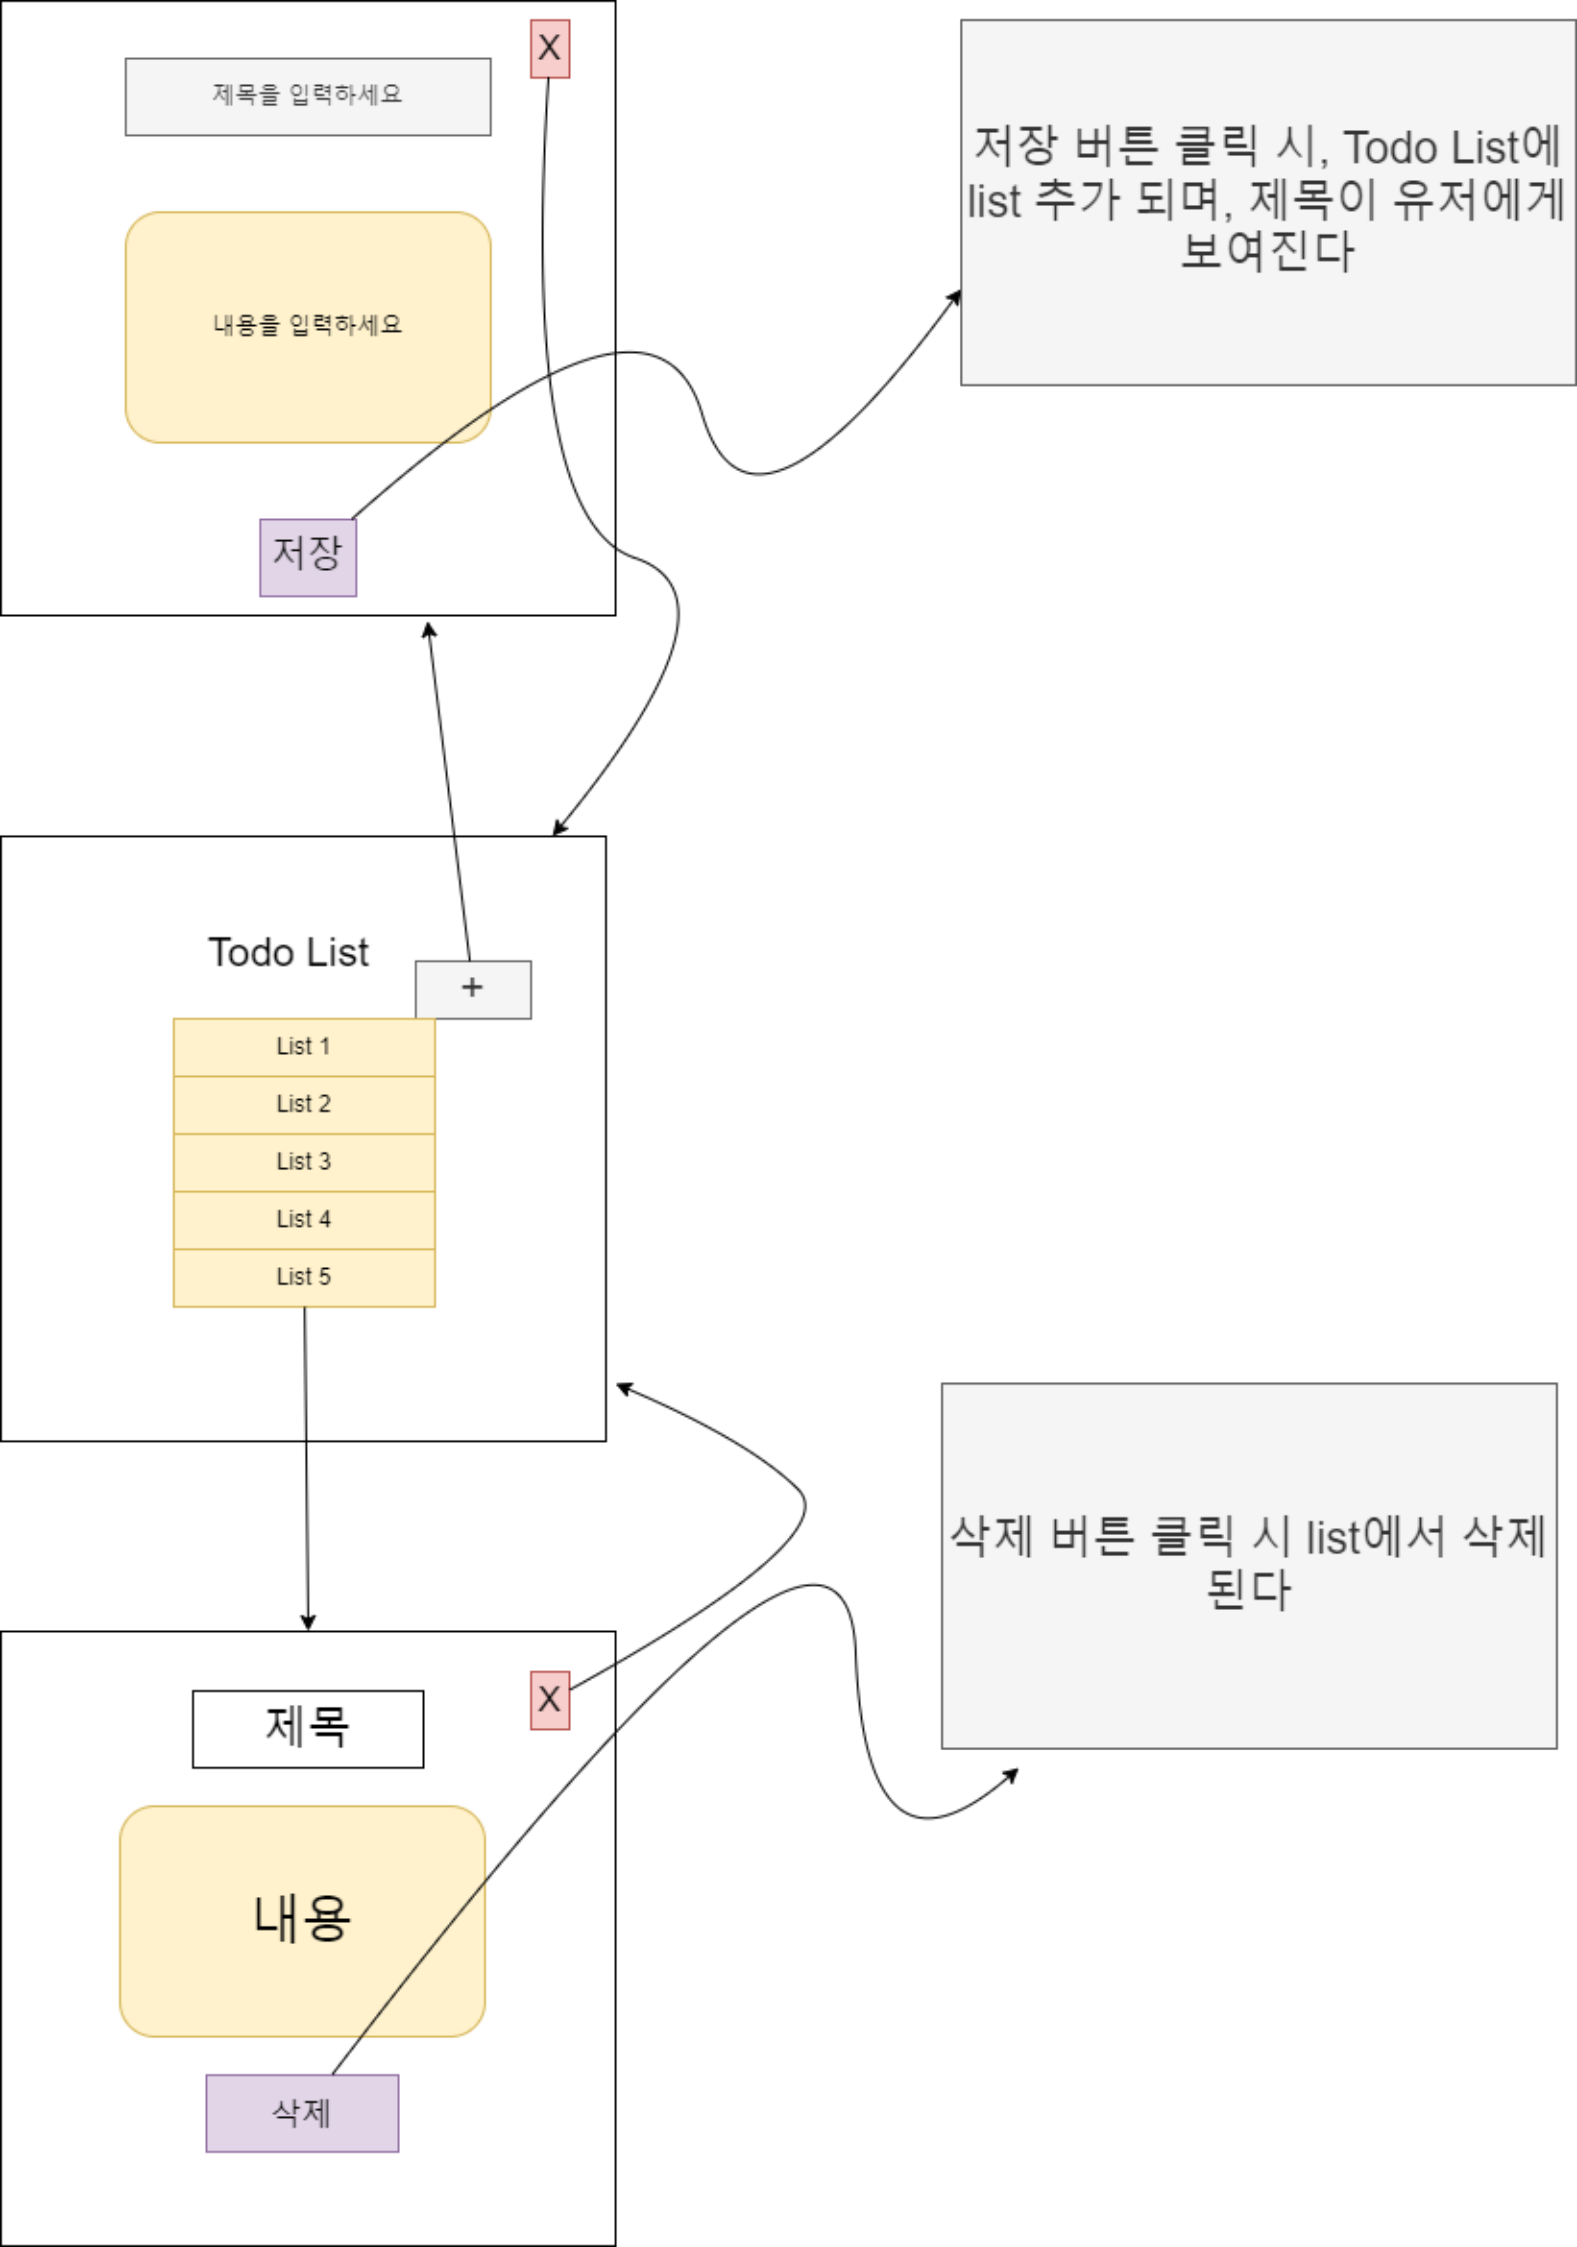 X
제목을 입력하세요
내용을 입력하세요
저장
저장 버튼 클릭 시, Todo List에
list 추가 되며, 제목이 유저에게
보여진다
Todo List
+
List 1
List 2
List 3
List 4
List 5
삭제 버튼 클릭 시 list에서 삭제
된다
X
제목
내용
삭제